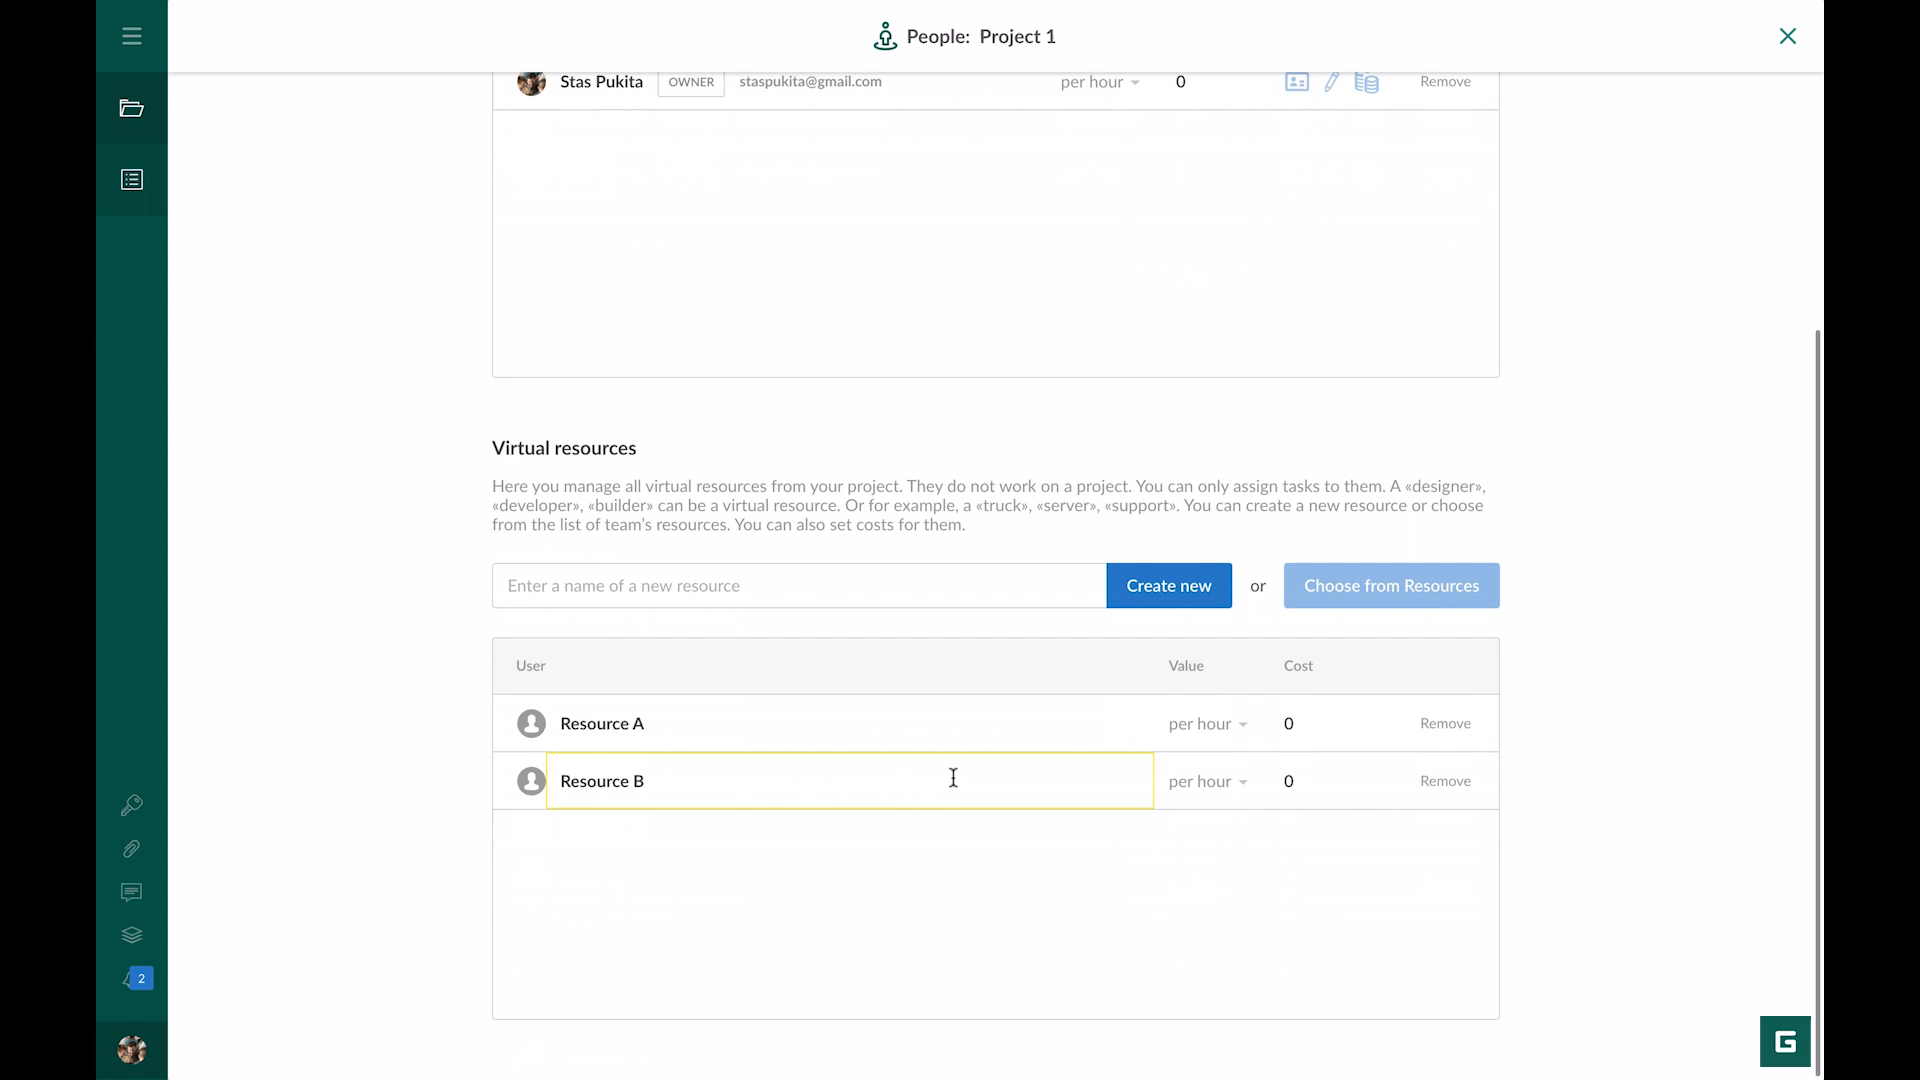 People: Project 1
Stas Pukita OWNER staspukita@gmail.com per hour 0 Remove
Virtual resources
Here you manage all virtual resources from your project. They do not work on a project. You can only assign tasks to them. A «designer»,
«developer», «builder» can be a virtual resource. Or for example, a «truck», «server», «support». You can create a new resource or choose
from the list of team's resources. You can also set costs for them.
Enter a name of a new resource Create new or Choose from Resources
User Value Cost
Resource A per hour 0 Remove
Resource B per hour 0 Remove
2
G